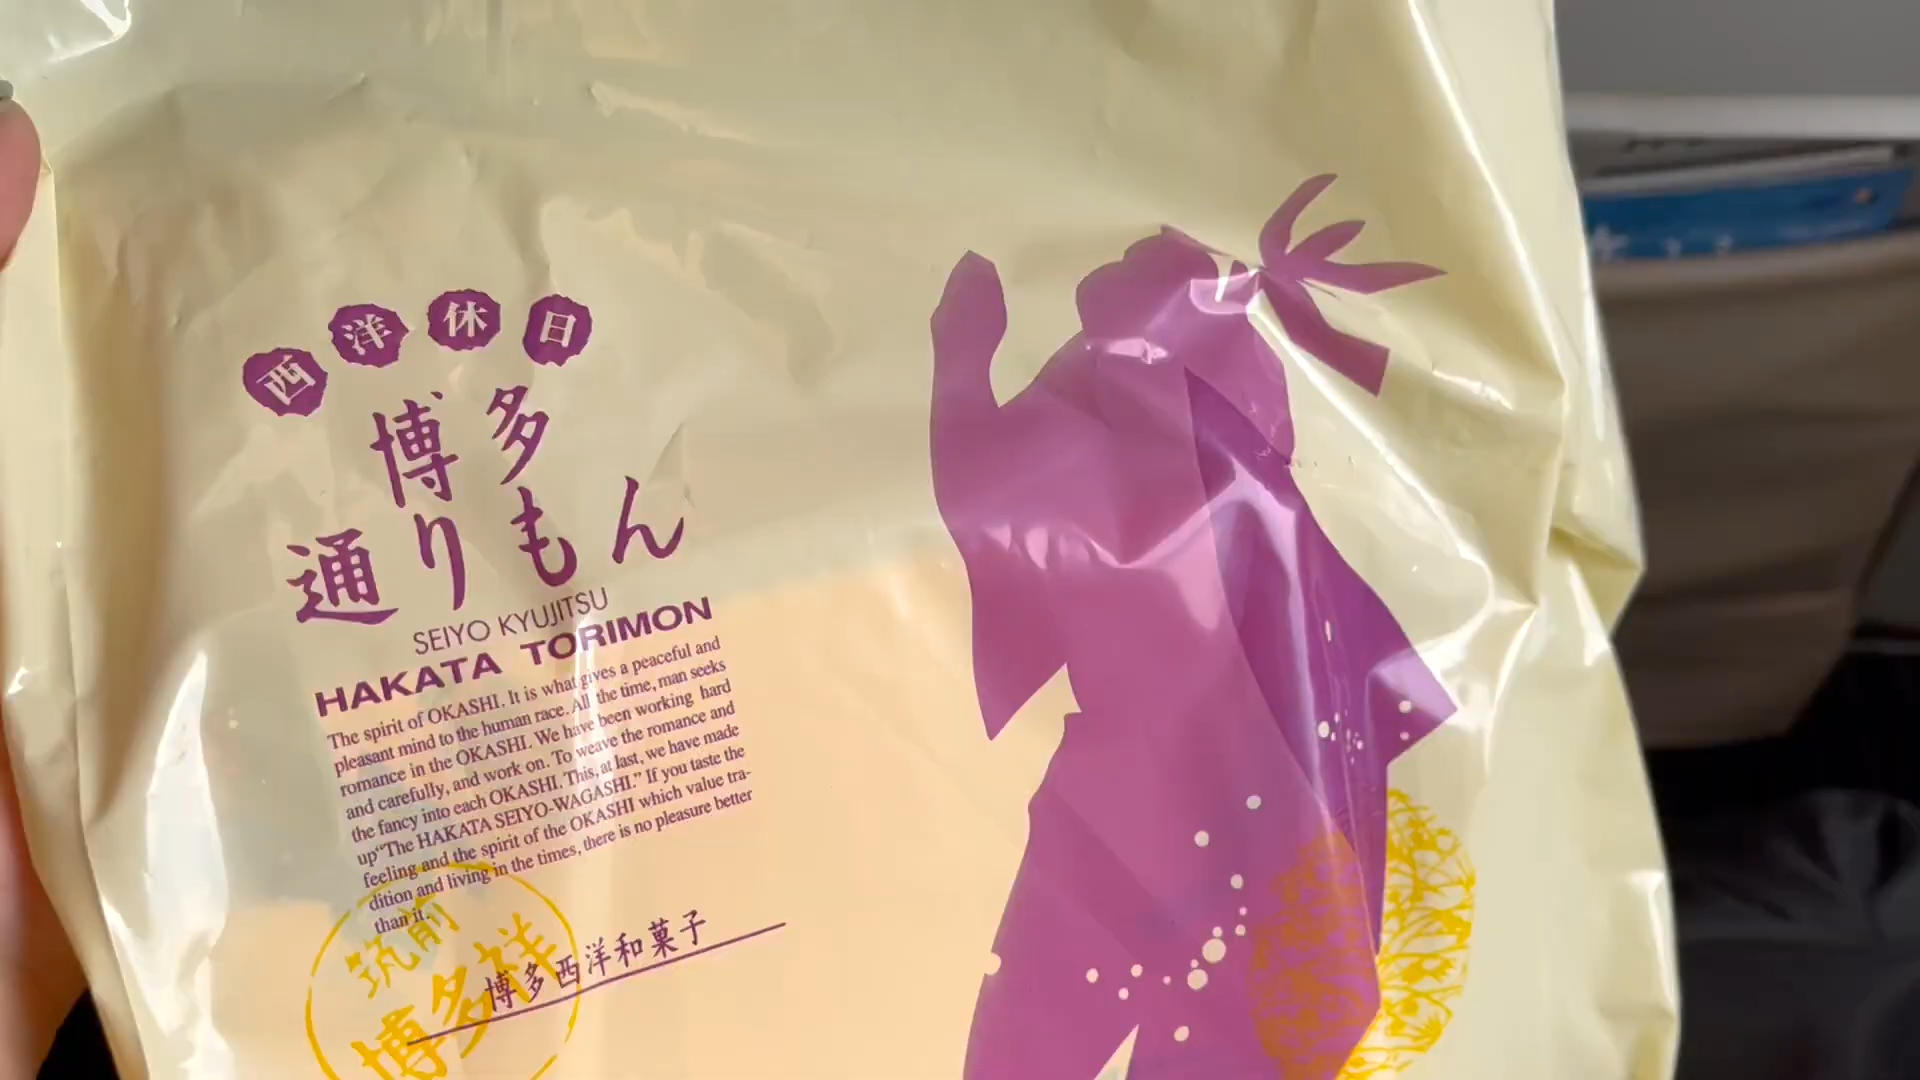 西洋休日
博多
通りもん
SEIYO KYUJITSU
HAKATA TORIMON
The spirit of OKASHI. It is what gives a peaceful and
pleasant mind to the human race. All the time, man seeks
romance in the OKASHI. We have been working hard
and carefully, and work on. To weave the romance and
the fancy into each OKASHI. This, at last, we have made
up“The HAKATA SEIYO-WAGASHI.” If you taste the
feeling and the spirit of the OKASHI which value tra-
dition and living in the times, there is no pleasure better
than it.
博多西洋和菓子
筑前
博多祥